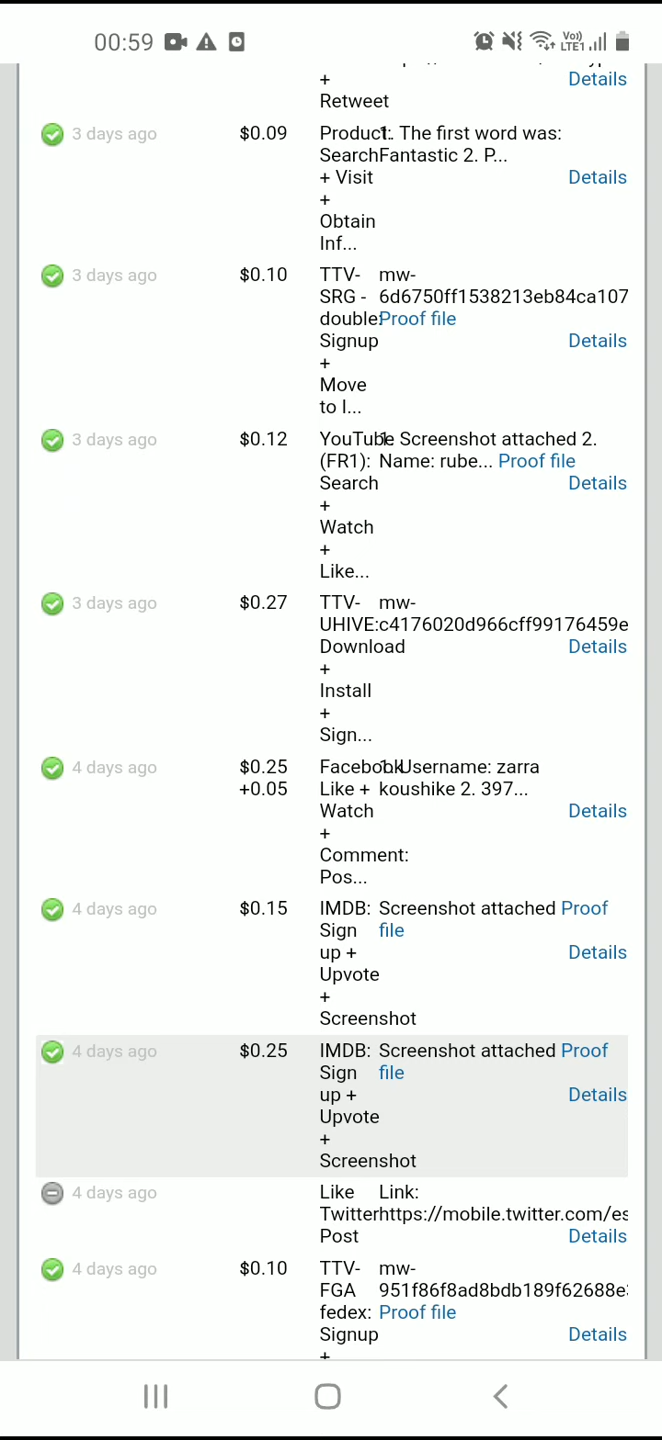 00:59 Vo)) LTE1
+ Details
Retweet
3 days ago $0.09 Product: 1. The first word was:
Search Fantastic 2. P...
+ Visit Details
+
Obtain
Inf...
3 days ago $0.10 TTV- mw-
SRG - 6d6750ff1538213eb84ca107
double: Proof file
Signup Details
+
Move
to I...
3 days ago $0.12 YouTube 1. Screenshot attached 2.
(FR1): Name: rube... Proof file
Search Details
+
Watch
+
Like...
3 days ago $0.27 TTV- mw-
UHIVE: c4176020d966cff99176459e
Download Details
+
Install
+
Sign...
4 days ago $0.25 Facebook 1. Username: zarra
+0.05 Like + koushike 2. 397...
Watch Details
+
Comment:
Pos...
4 days ago $0.15 IMDB: Screenshot attached Proof
Sign file
up + Details
Upvote
+
Screenshot
4 days ago $0.25 IMDB: Screenshot attached Proof
Sign file
up + Details
Upvote
+
Screenshot
4 days ago Like Link:
Twitter https://mobile.twitter.com/es
Post Details
4 days ago $0.10 TTV- mw-
FGA 951f86f8ad8bdb189f62688e
fedex: Proof file
Signup Details
+